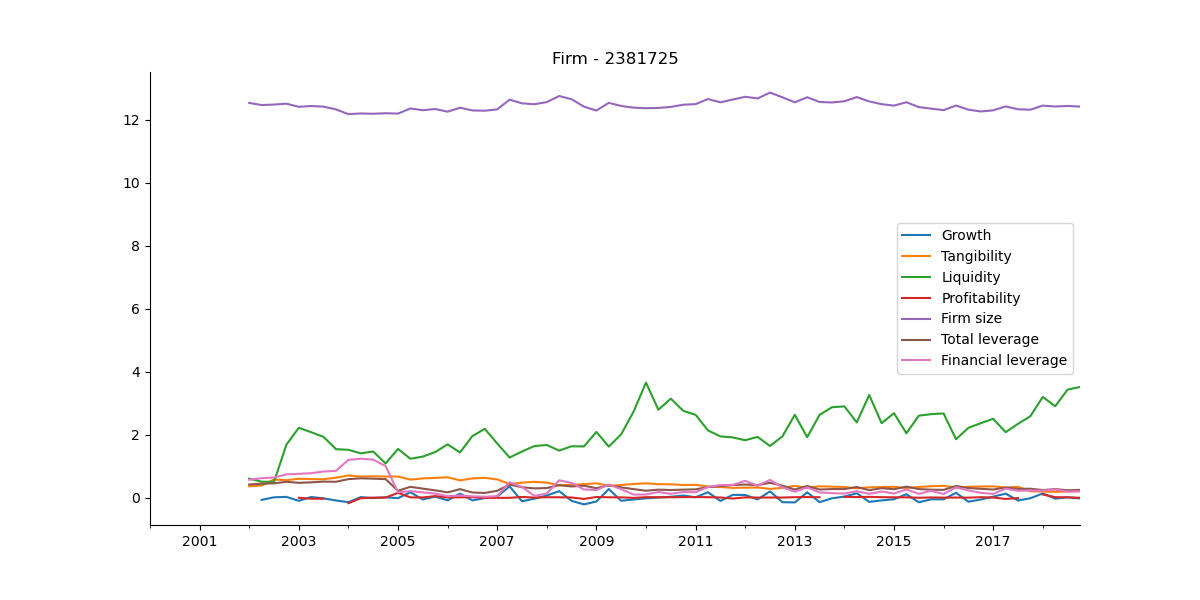 Firm - 2381725
12
10
8
6
4
2
0
Growth
Tangibility
Liquidity
Profitability
Firm size
Total leverage
Financial leverage
2001 2003 2005 2007 2009 2011 2013 2015 2017